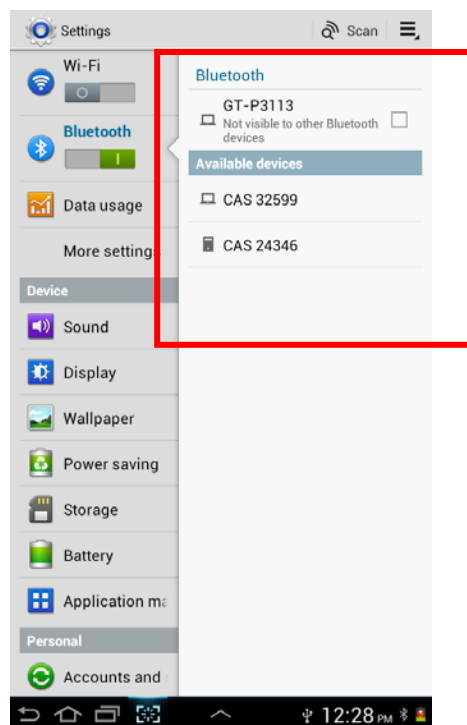 Settings
Scan
Wi-Fi
Bluetooth
Data usage
More setting
Device
Sound
Display
Wallpaper
Power saving
Storage
Battery
Application ma
Personal
Accounts and
Bluetooth
GT-P3113
Not visible to other Bluetooth
devices
Available devices
CAS 32599
CAS 24346
12:28 PM